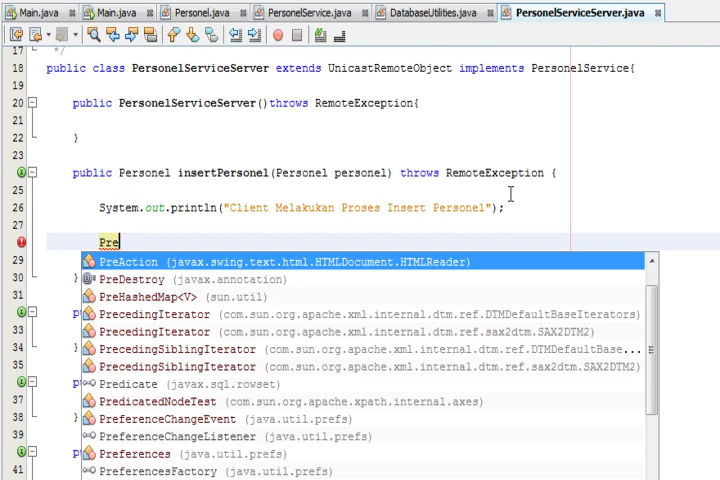 Main.java Main.java Personel.java PersonelService.java DatabaseUtilities.java PersonelServiceServer.java
17 */
18 public class PersonelServiceServer extends UnicastRemoteObject implements PersonelService{
19
20 public PersonelServiceServer()throws RemoteException{
21
22 }
23
public Personel insertPersonel(Personel personel) throws RemoteException {
25
26 System.out.println("Client Melakukan Proses Insert Personel");
27
Pre
29 PreAction (javax.swing.text.html.HTMLDocument.HTMLReader)
30 } PreDestroy (javax.annotation)
31 PreHashedMap<V> (sun.util)
PrecedingIterator (com.sun.org.apache.xml.internal.dtm.ref.DTMDefaultBaseIterators)
33 PrecedingIterator (com.sun.org.apache.xml.internal.dtm.ref.sax2dtm.SAX2DTM2)
34 } PrecedingSiblingIterator (com.sun.org.apache.xml.internal.dtm.ref.DTMDefaultBase...
35 PrecedingSiblingIterator (com.sun.org.apache.xml.internal.dtm.ref.sax2dtm.SAX2DTM2)
Predicate (javax.sql.rowset)
37 PredicatedNodeTest (com.sun.org.apache.xpath.internal.axes)
38 } PreferenceChangeEvent (java.util.prefs)
39 PreferenceChangeListener (java.util.prefs)
Preferences (java.util.prefs)
41 PreferencesFactory (java.util.prefs)